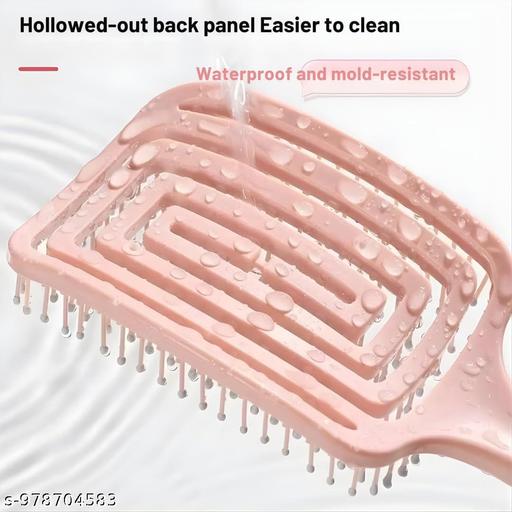 Hollowed-out back panel Easier to clean
Waterproof and mold-resistant
s-978704583